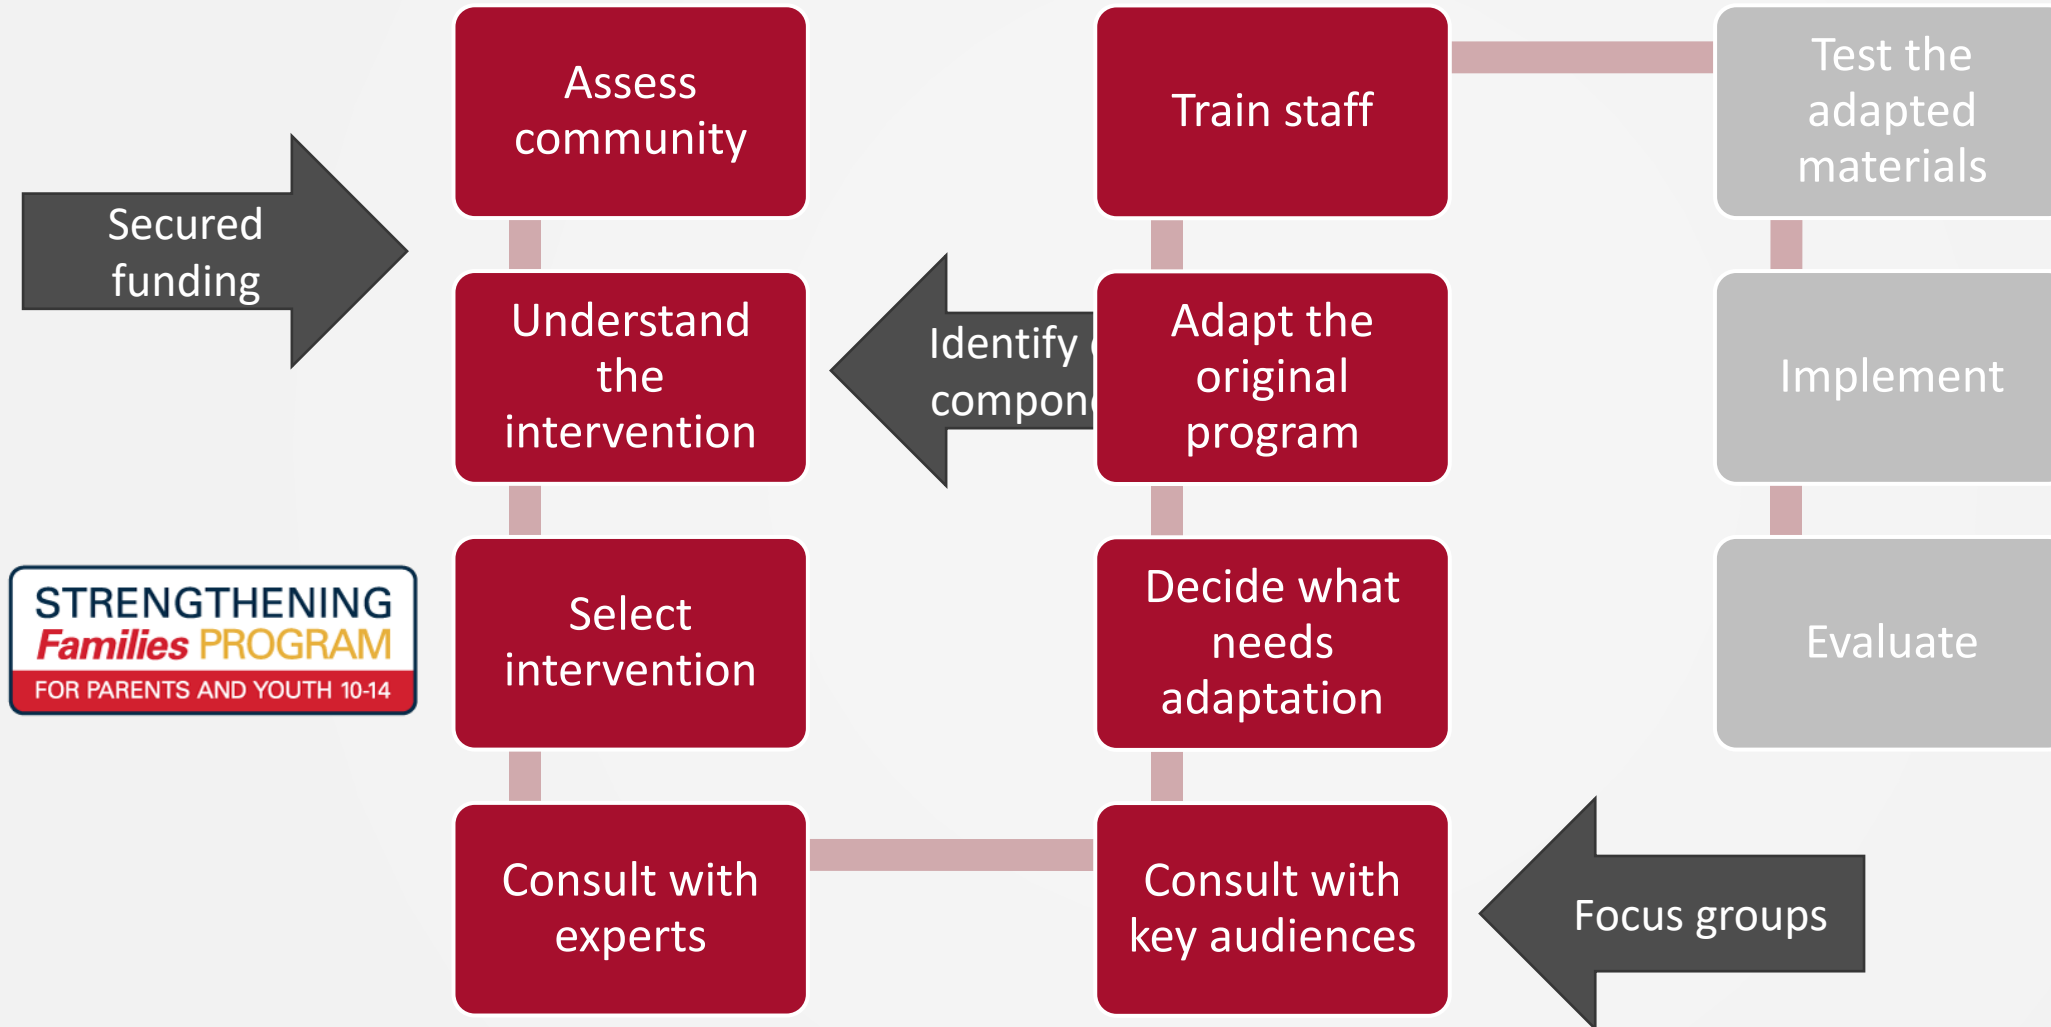 Secured
funding
STRENGTHENING
Families PROGRAM
FOR PARENTS AND YOUTH 10-14
Assess
community
Understand
the
intervention
Select
intervention
Consult with
experts
Identify
Consult with
key audiences
Decide what
needs
adaptation
Adapt the
original
program
Train staff
Focus groups
Test the
adapted
materials
Implement
Evaluate